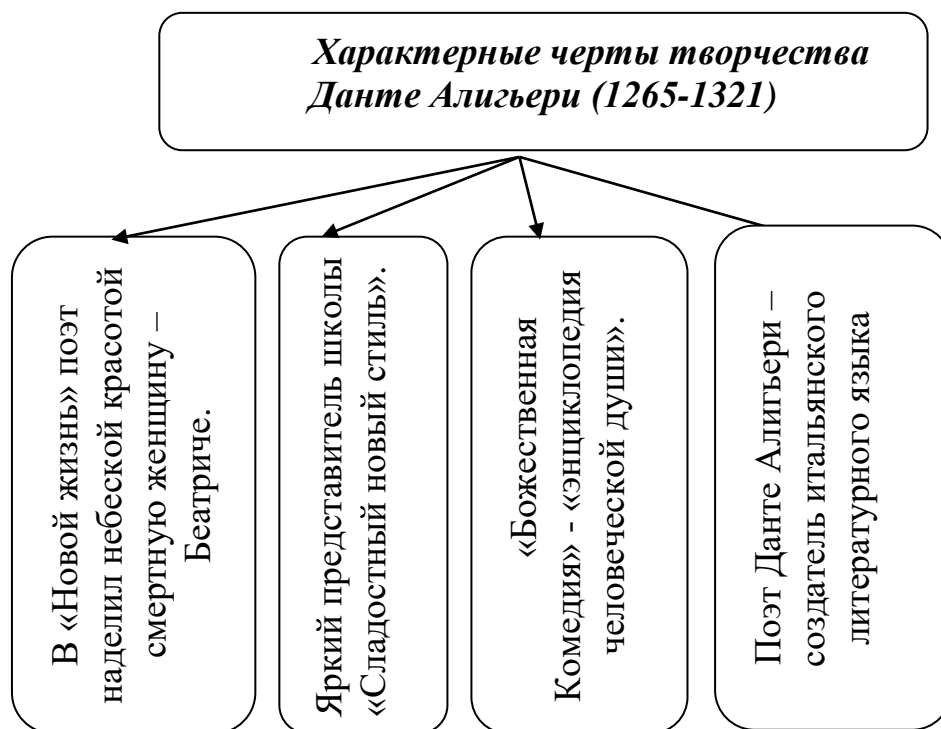 Характерные черты творчества
Данте Алигьери (1265-1321)
В «Новой жизнь» поэт
наделил небеской красотой
смертную женщину –
Беатриче.
Яркий представитель школы
«Сладостный новый стиль».
«Божественная
Комедия» - «энциклопедия
человеческой души».
Поэт Данте Алигьери –
создатель итальянского
литературного языка